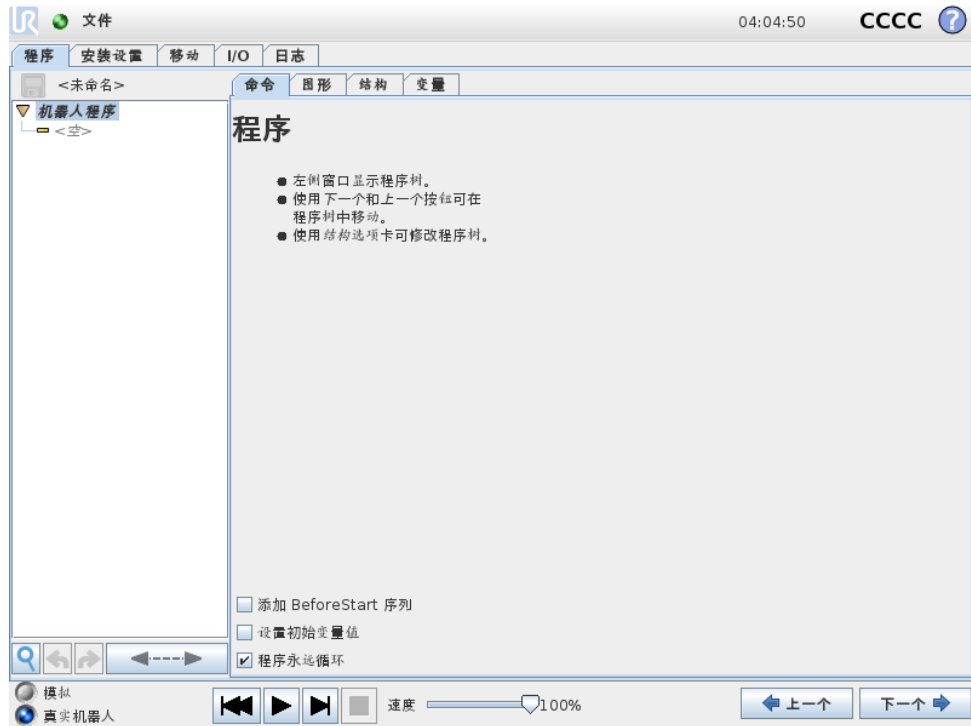 UR 文件 04:04:50 CCCC ?
程序 安装设置 移动 I/O 日志
<未命名> 命令 图形 结构 变量
机器人程序
<空>
程序
左侧窗口显示程序树。
使用下一个和上一个按钮可在
程序树中移动。
使用结构选项卡可修改程序树。
添加 BeforeStart 序列
设置初始变量值
程序永远循环
模拟
真实机器人
速度 100% 上一个 下一个